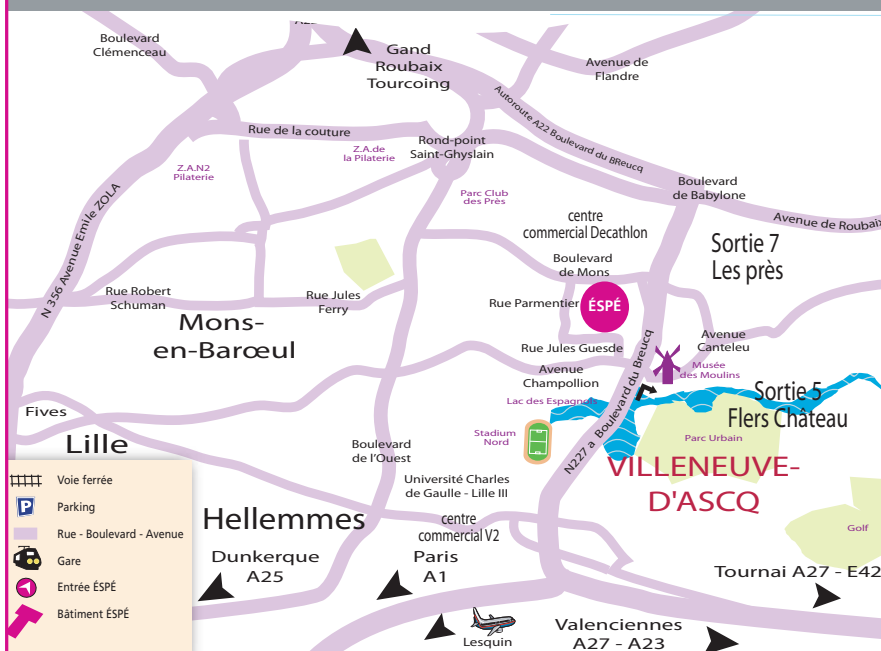 Boulevard
Clémenceau
Gand
Roubaix
Tourcoing
Avenue de
Flandre
Autoroute A22 Boulevard du BReucq
Rue de la couture
Rond-point
Saint-Ghyslain
Z.A.N2
Pilaterie
Z.A.de
la Pilaterie
Parc Club
des Près
Boulevard
de Babylone
Avenue de Roubaix
centre
commercial Decathlon
Sortie 7
Les près
N 356 Avenue Emile ZOLA
Boulevard
de Mons
Rue Robert
Schuman
Rue Jules
Ferry
Rue Parmentier
ÉSPÉ
Mons-
en-Barœul
Rue Jules Guesde
Avenue
Canteleu
Musée
des Moulins
Avenue
Champollion
N227 a Boulevard du Breucq
Lac des Espagnols
Sortie 5
Flers Château
Fives
Lille
Stadium
Nord
Parc Urbain
Boulevard
de l'Ouest
VILLENEUVE-
D'ASCQ
Université Charles
de Gaulle - Lille III
Hellemmes
centre
commercial V2
Golf
Dunkerque
A25
Paris
A1
Tournai A27 - E42
Lesquin
Valenciennes
A27 - A23
Voie ferrée
P
Parking
Rue - Boulevard - Avenue
Gare
Entrée ÉSPÉ
Bâtiment ÉSPÉ